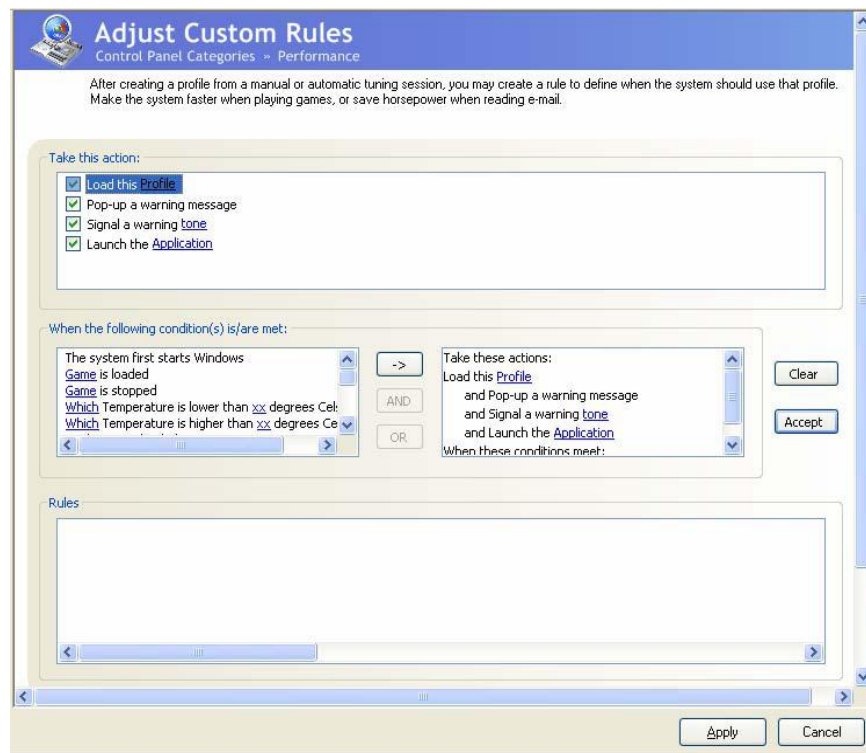 Adjust Custom Rules
Control Panel Categories » Performance
After creating a profile from a manual or automatic tuning session, you may create a rule to define when the system should use that profile.
Make the system faster when playing games, or save horsepower when reading e-mail.
Take this action:
Load this Profile
Pop-up a warning message
Signal a warning tone
Launch the Application
When the following condition(s) is/are met:
The system first starts Windows
Game is loaded
Game is stopped
Which Temperature is lower than xx degrees Cel
Which Temperature is higher than xx degrees Ce
->
AND
OR
Take these actions:
Load this Profile
and Pop-up a warning message
and Signal a warning tone
and Launch the Application
When these conditions meet:
Clear
Accept
Rules
Apply
Cancel